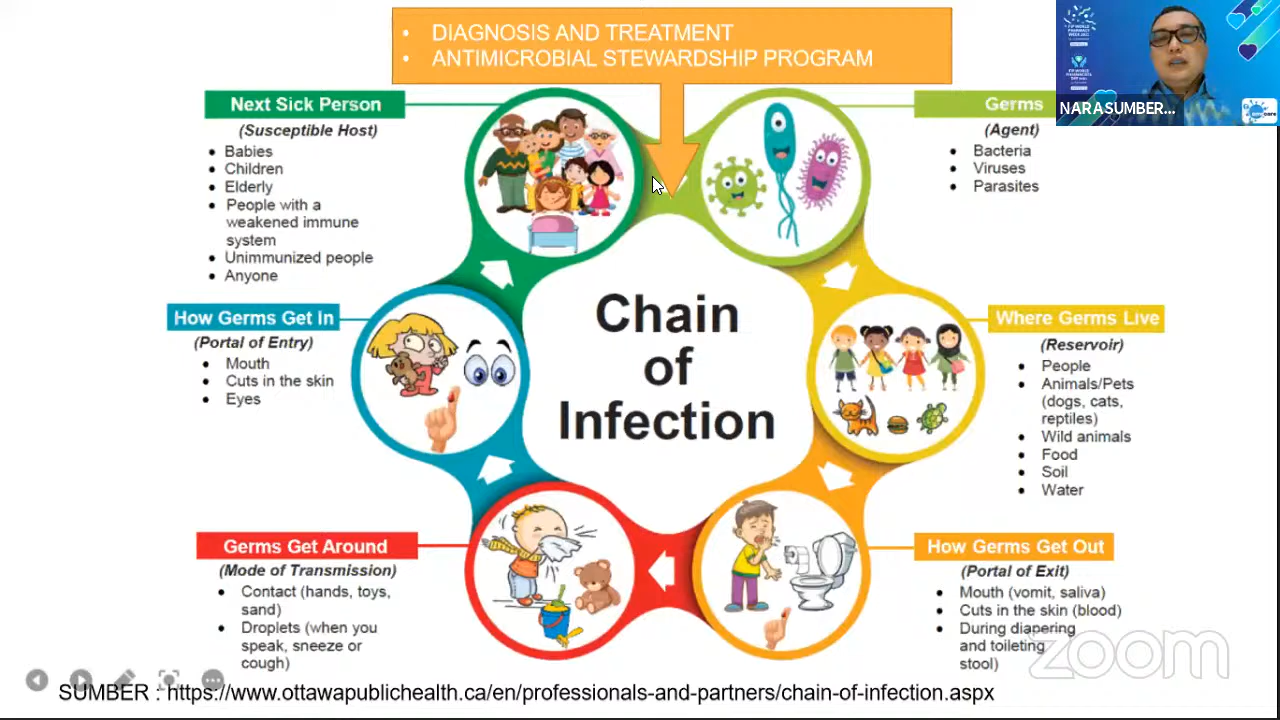 • DIAGNOSIS AND TREATMENT
• ANTIMICROBIAL STEWARDSHIP PROGRAM
NARASUMBER...
Next Sick Person
(Susceptible Host)
• Babies
• Children
• Elderly
• People with a
weakened immune
system
• Unimmunized people
• Anyone
Germs
(Agent)
• Bacteria
• Viruses
• Parasites
How Germs Get In
(Portal of Entry)
• Mouth
• Cuts in the skin
• Eyes
Chain
of
Infection
Where Germs Live
(Reservoir)
• People
• Animals/Pets
(dogs, cats,
reptiles)
• Wild animals
• Food
• Soil
• Water
Germs Get Around
(Mode of Transmission)
• Contact (hands, toys,
sand)
• Droplets (when you
speak, sneeze or
cough)
How Germs Get Out
(Portal of Exit)
• Mouth (vomit, saliva)
• Cuts in the skin (blood)
• During diapering
and toileting
stool)
zoom
SUMBER : https://www.ottawapublichealth.ca/en/professionals-and-partners/chain-of-infection.aspx